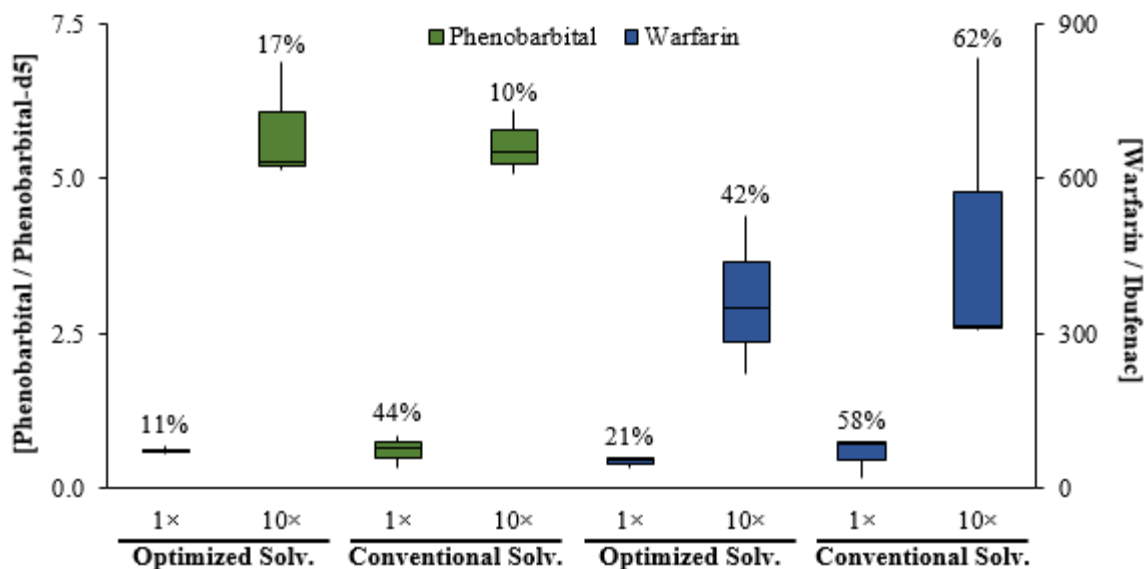 [Phenobarbital / Phenobarbital-d5]
7.5
5.0
2.5
0.0
Phenobarbital
Warfarin
900
600
300
0
[Warfarin / Ibufenac]
11%
17%
44%
10%
21%
42%
58%
62%
1× 10× 1× 10× 1× 10× 1× 10×
Optimized Solv. Conventional Solv. Optimized Solv. Conventional Solv.